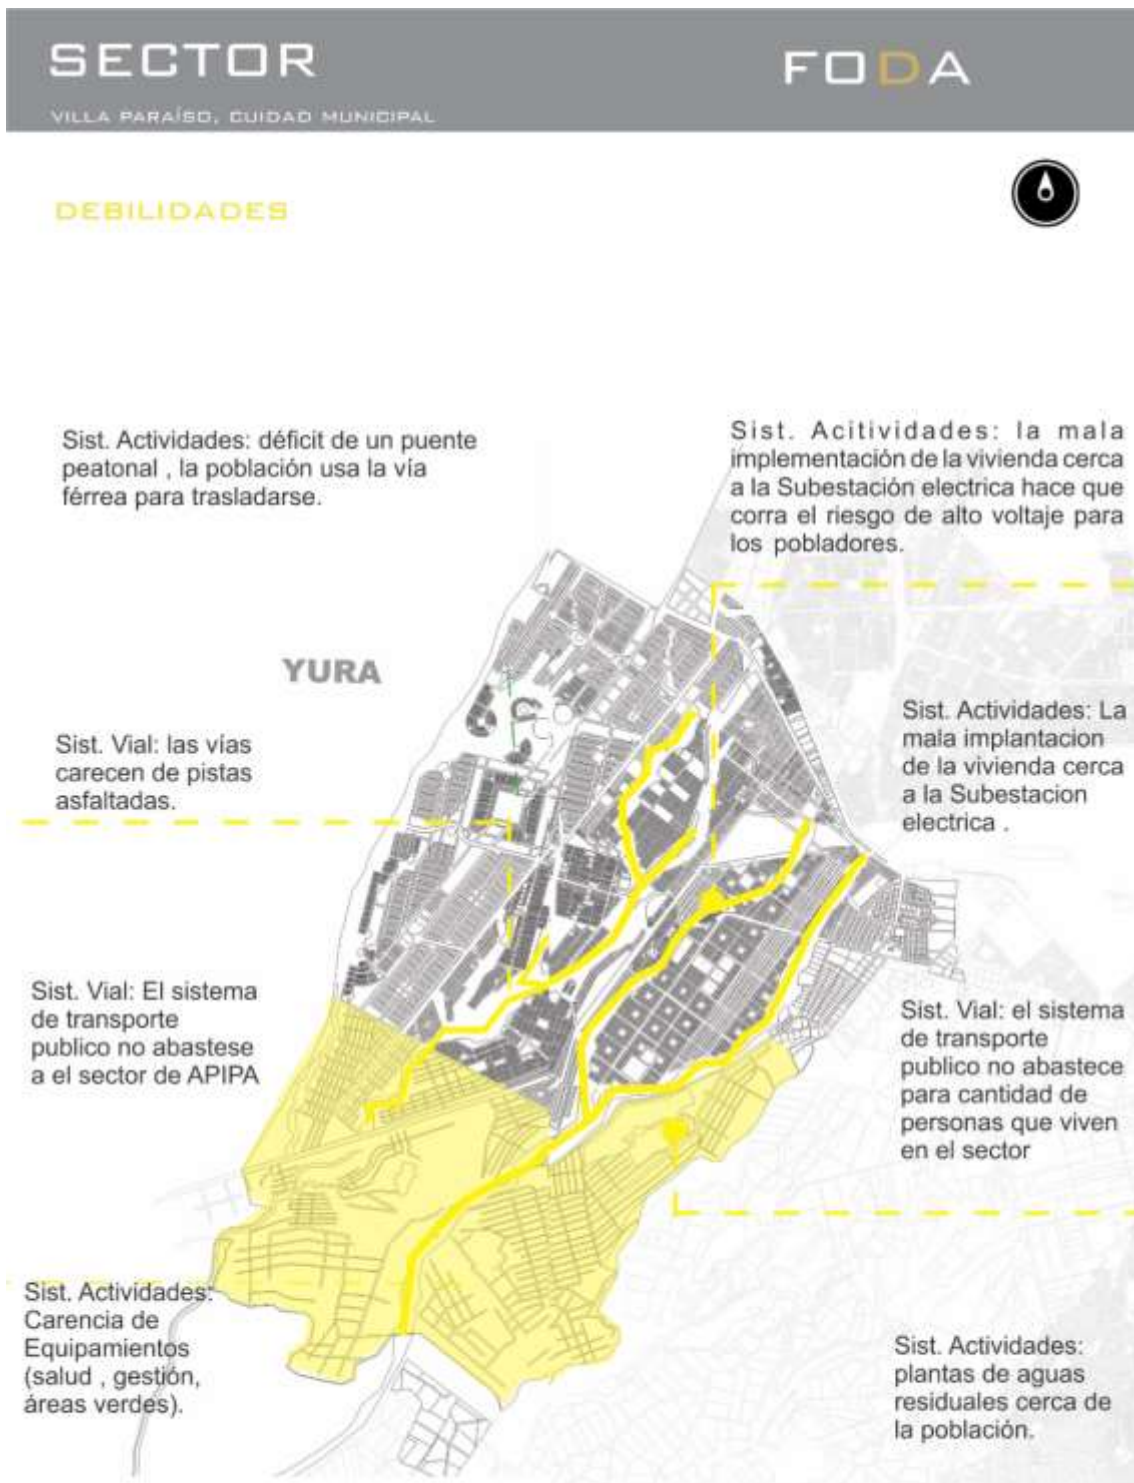 SECTOR
FODA
VILLA PARAÍSO, CUIDAD MUNICIPAL
DEBILIDADES
Sist. Actividades: déficit de un puente
peatonal , la población usa la vía
férrea para trasladarse.
Sist. Acitividades: la mala
implementación de la vivienda cerca
a la Subestación electrica hace que
corra el riesgo de alto voltaje para
los pobladores.
YURA
Sist. Vial: las vías
carecen de pistas
asfaltadas.
Sist. Actividades: La
mala implantacion
de la vivienda cerca
a la Subestacion
electrica .
Sist. Vial: El sistema
de transporte
publico no abastese
a el sector de APIPA
Sist. Vial: el sistema
de transporte
publico no abastece
para cantidad de
personas que viven
en el sector
Sist. Actividades:
Carencia de
Equipamientos
(salud , gestión,
áreas verdes).
Sist. Actividades:
plantas de aguas
residuales cerca de
la población.